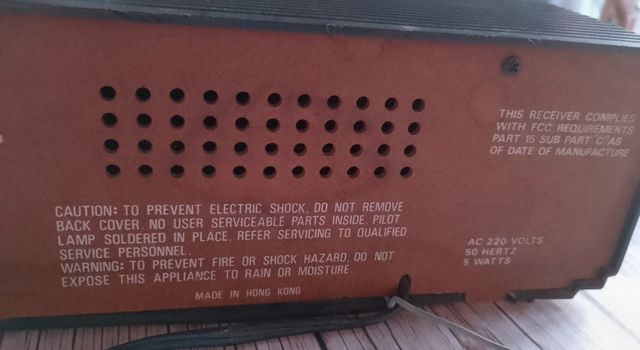 THIS RECEIVER COMPLIES
WITH FCC REQUIREMENTS
PART 15 SUB PART "C" AS
OF DATE OF MANUFACTURE
CAUTION: TO PREVENT ELECTRIC SHOCK, DO NOT REMOVE
BACK COVER. NO USER SERVICEABLE PARTS INSIDE. PILOT
LAMP SOLDERED IN PLACE. REFER SERVICING TO QUALIFIED
SERVICE PERSONNEL.
WARNING: TO PREVENT FIRE OR SHOCK HAZARD, DO NOT
EXPOSE THIS APPLIANCE TO RAIN OR MOISTURE.
MADE IN HONG KONG
AC 220 VOLTS,
50 HERTZ
5 WATTS